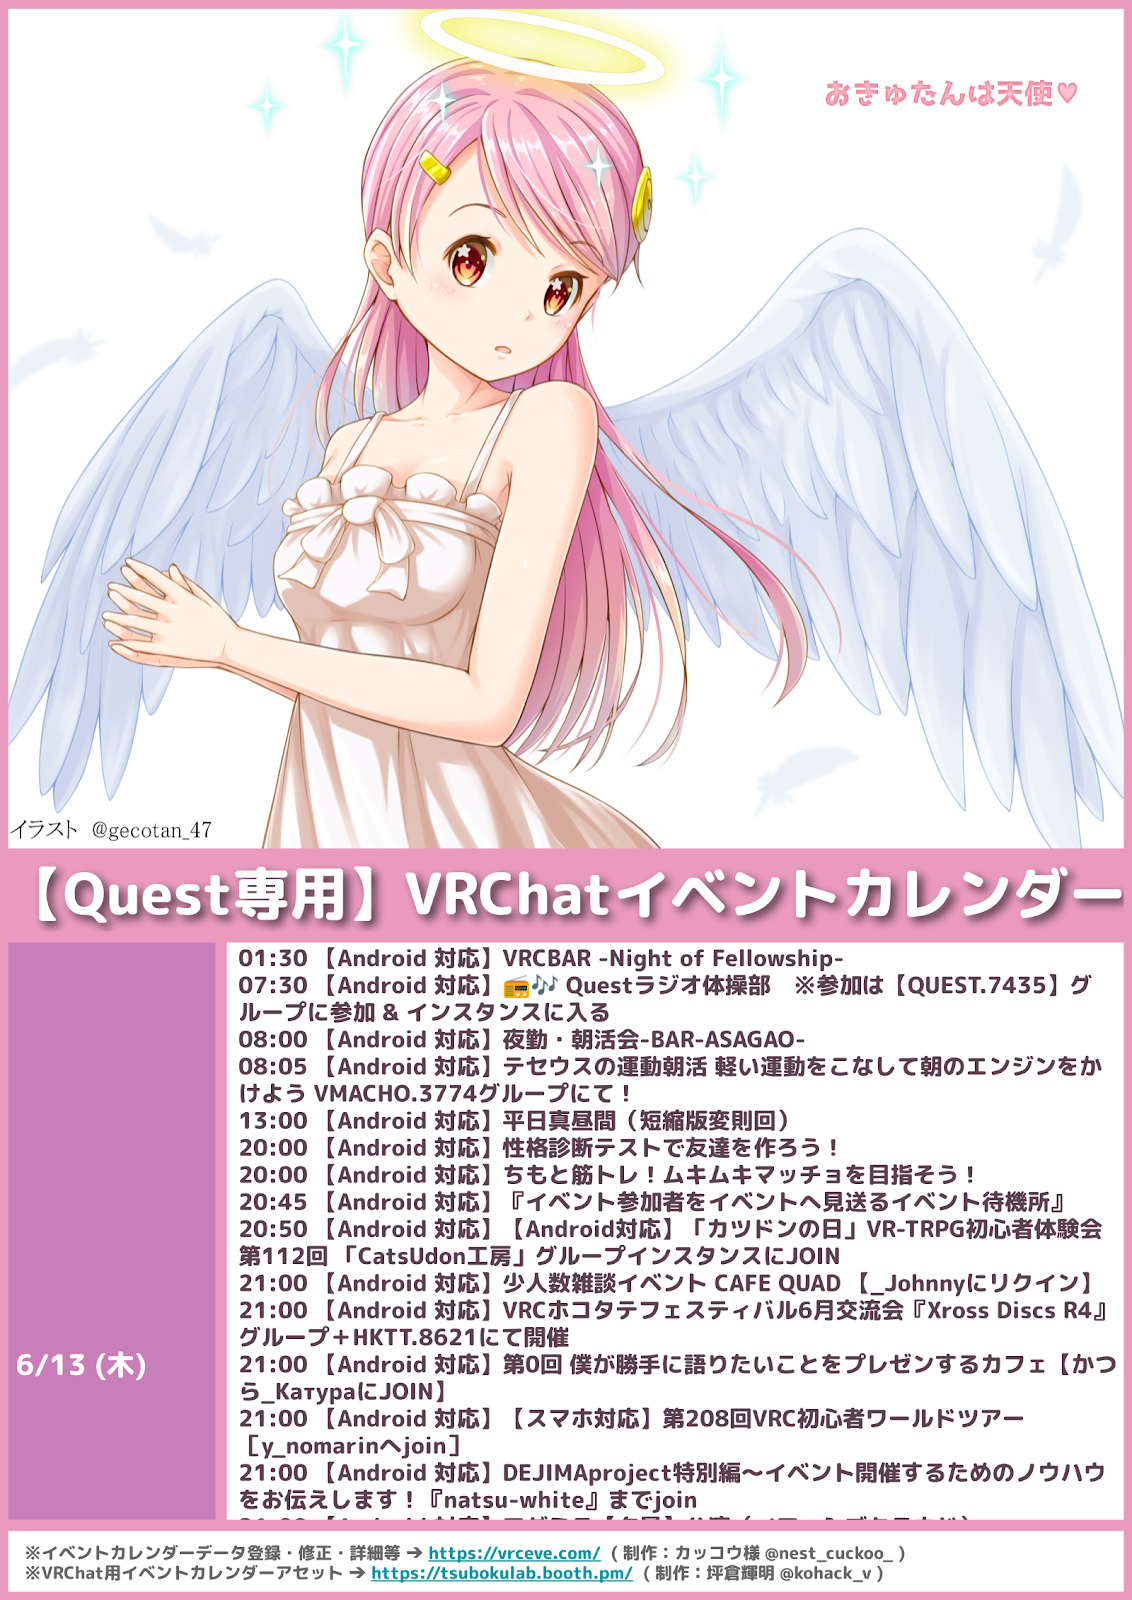 おきゅたんは天使♥
イラスト @gecotan_47
【Quest専用】VRChatイベントカレンダー
6/13 (木)
01:30 【Android 対応】VRCBAR -Night of Fellowship-
07:30 【Android 対応】📻🎶 Questラジオ体操部　※参加は【QUEST.7435】グ
ループに参加 & インスタンスに入る
08:00 【Android 対応】夜勤・朝活会-BAR-ASAGAO-
08:05 【Android 対応】テセウスの運動朝活 軽い運動をこなして朝のエンジンをか
けよう VMACHO.3774グループにて！
13:00 【Android 対応】平日真昼間（短縮版変則回）
20:00 【Android 対応】性格診断テストで友達を作ろう！
20:00 【Android 対応】ちもと筋トレ！ムキムキマッチョを目指そう！
20:45 【Android 対応】『イベント参加者をイベントへ見送るイベント待機所』
20:50 【Android 対応】【Android対応】「カツドンの日」VR-TRPG初心者体験会
第112回 「CatsUdon工房」グループインスタンスにJOIN
21:00 【Android 対応】少人数雑談イベント CAFE QUAD 【_Johnnyにリクイン】
21:00 【Android 対応】VRCホコタテフェスティバル6月交流会『Xross Discs R4』
グループ＋HKTT.8621にて開催
21:00 【Android 対応】第0回 僕が勝手に語りたいことをプレゼンするカフェ【かつ
ら_KатураにJOIN】
21:00 【Android 対応】【スマホ対応】第208回VRC初心者ワールドツアー
［y_nomarinへjoin］
21:00 【Android 対応】DEJIMAproject特別編～イベント開催するためのノウハウ
をお伝えします！『natsu-white』までjoin
※イベントカレンダーデータ登録・修正・詳細等 → https://vrceve.com/ ( 制作：カッコウ様 @nest_cuckoo_ )
※VRChat用イベントカレンダーアセット → https://tsubokulab.booth.pm/ ( 制作：坪倉輝明 @kohack_v )